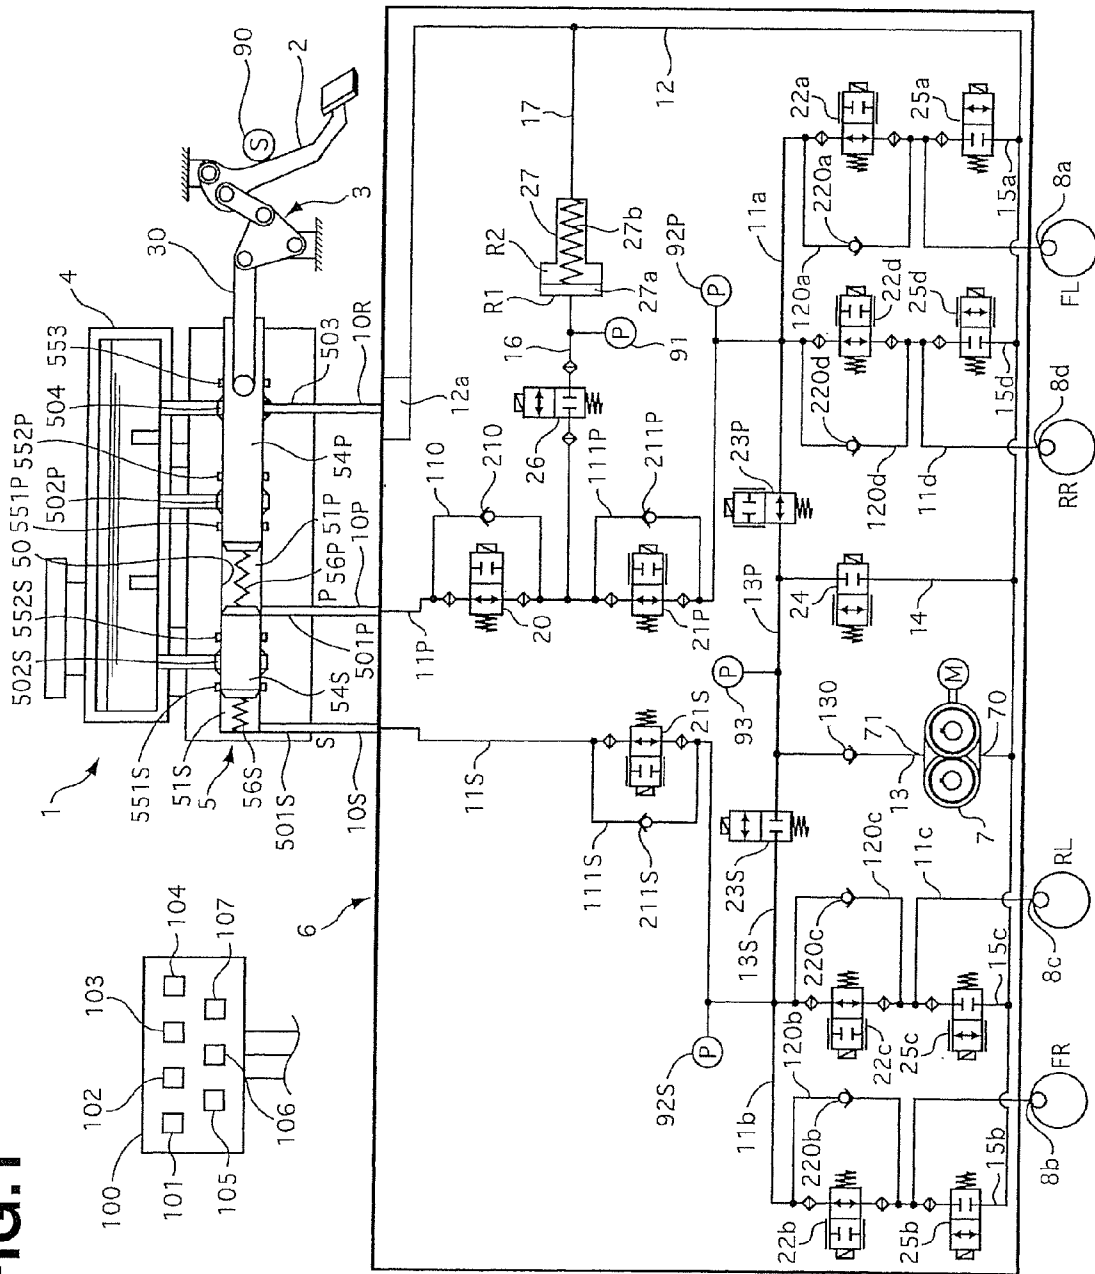 FIG.1
1
4
553
504
552P
502P
551P
50
552S
502S
551S
51S
5
56S
501S
10S
S
54S
501P
P
10P
56P
51P
54P
503
10R
30
3
2
90
S
100
101
102
103
104
105
106
107
6
12a
12
17
27
27b
R2
R1
27a
16
P
91
92P
P
26
110
210
20
11P
111P
211P
21P
11S
21S
111S
211S
23P
13P
P
93
24
14
130
71
13
7
70
M
23S
13S
92S
P
11a
22a
220a
120a
25a
15a
8a
FL
22d
220d
120d
25d
15d
11d
8d
RR
120c
220c
22c
11c
25c
15c
8c
RL
11b
120b
220b
22b
25b
15b
8b
FR